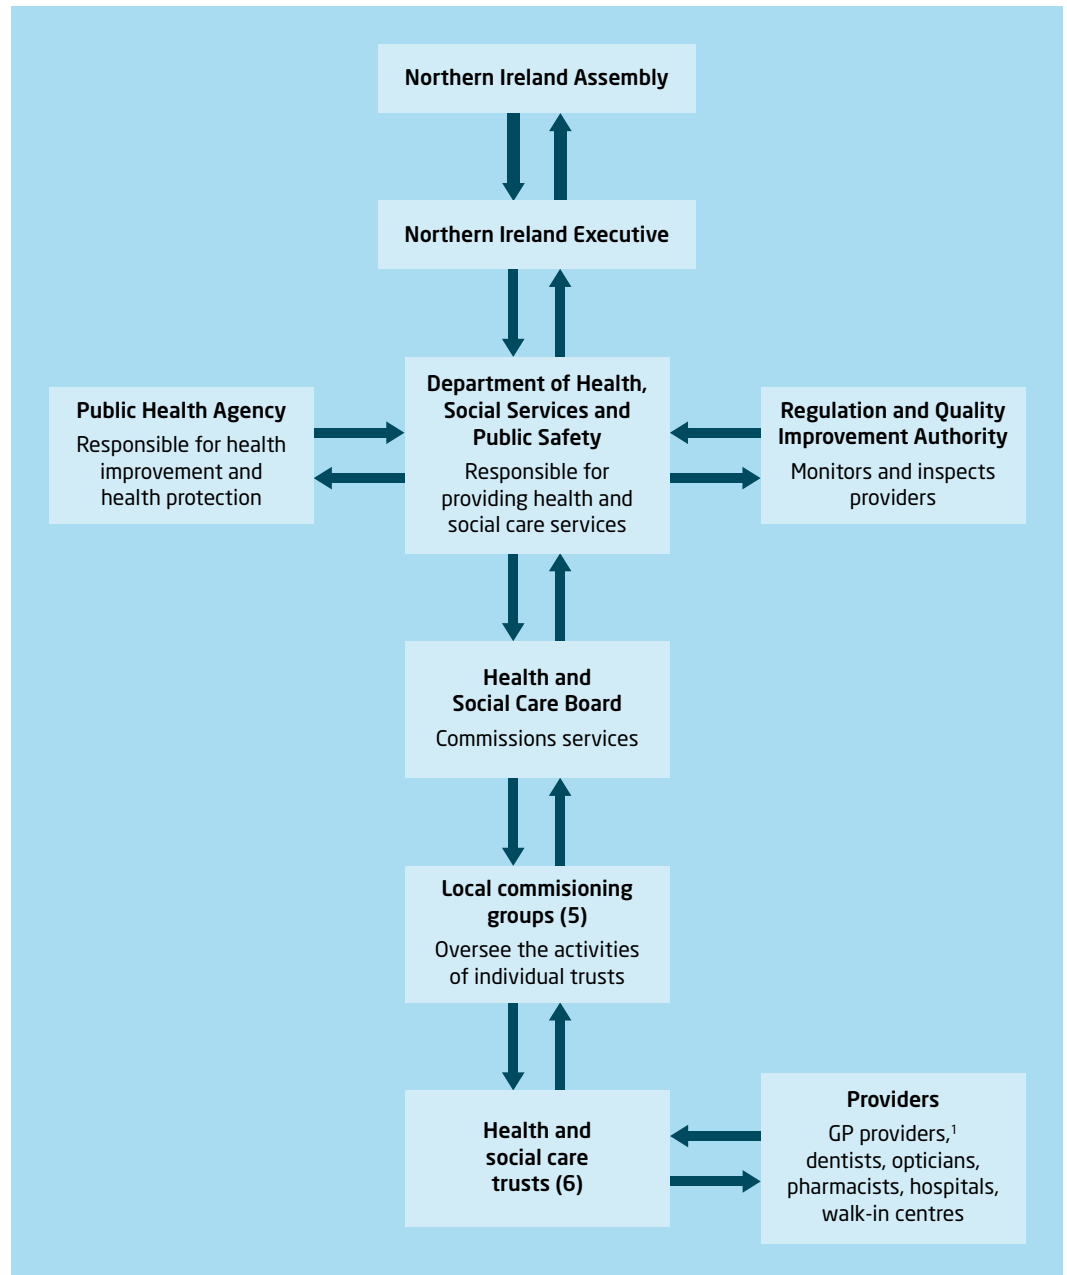 Northern Ireland Assembly
Northern Ireland Executive
Public Health Agency
Responsible for health
improvement and
health protection
Department of Health,
Social Services and
Public Safety
Responsible for
providing health and
social care services
Regulation and Quality
Improvement Authority
Monitors and inspects
providers
Health and
Social Care Board
Commissions services
Local commisioning
groups (5)
Oversee the activities
of individual trusts
Health and
social care
trusts (6)
Providers
GP providers,¹
dentists, opticians,
pharmacists, hospitals,
walk-in centres